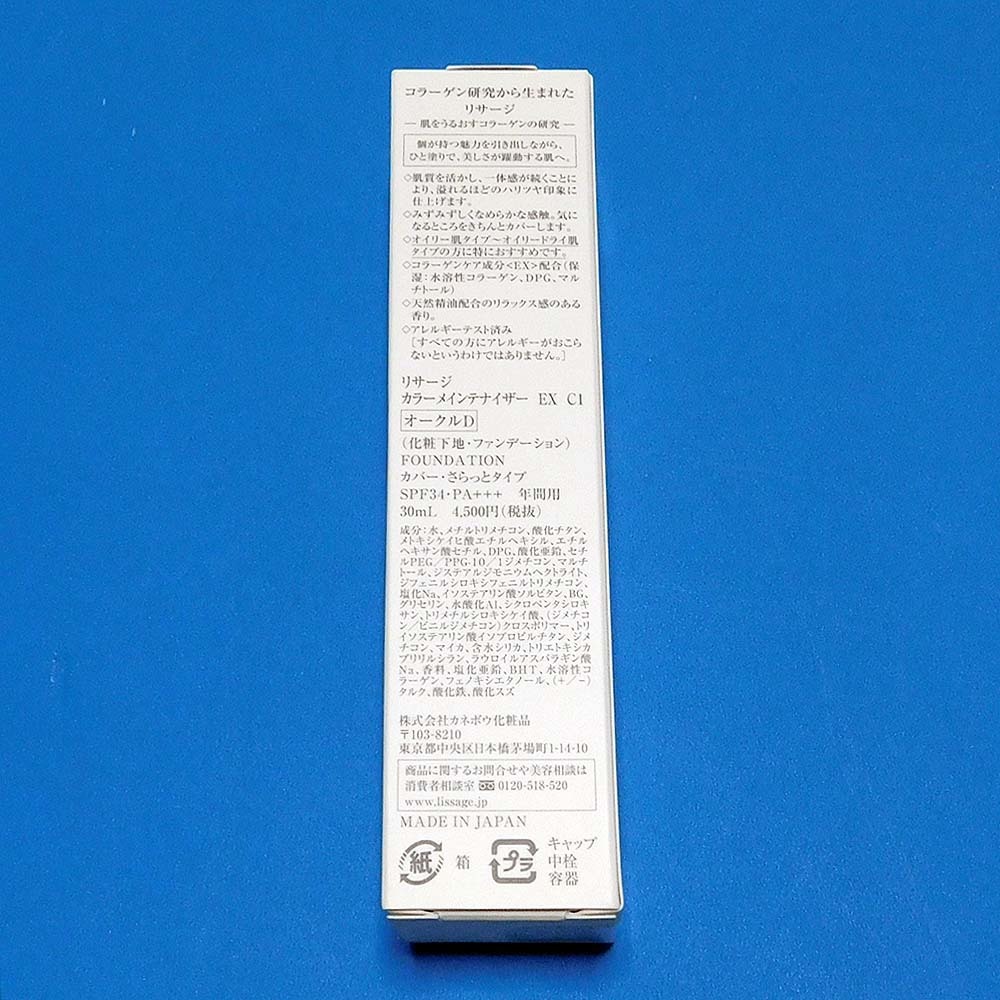 コラーゲン研究から生まれた
リサージ
― 肌をうるおすコラーゲンの研究 ―
個が持つ魅力を引き出しながら、
ひと塗りで、美しさが躍動する肌へ。
◇肌質を活かし、一体感が続くことに
より、溢れるほどのハリツヤ印象に
仕上げます。
◇みずみずしくなめらかな感触。気に
なるところをきちんとカバーします。
◇オイリー肌タイプ～オイリードライ肌
タイプの方に特におすすめです。
◇コラーゲンケア成分<EX>配合(保
湿:水溶性コラーゲン、DPG、マル
チトール)
◇天然精油配合のリラックス感のある
香り。
◇アレルギーテスト済み
[すべての方にアレルギーがおこら
ないというわけではありません。]
リサージ
カラーメインテナイザー EX C1
オークルD
(化粧下地・ファンデーション)
FOUNDATION
カバー・さらっとタイプ
SPF34・PA+++ 年間用
30mL 4,500円(税抜)
成分:水、メチルトリメチコン、酸化チタン、
メトキシケイヒ酸エチルヘキシル、エチル
ヘキサン酸セチル、DPG、酸化亜鉛、セチ
ルPEG/PPG-10/1ジメチコン、マルチ
トール、ジステアルジモニウムヘクトライト、
ジフェニルシロキシフェニルトリメチコン、
塩化Na、イソステアリン酸ソルビタン、BG、
グリセリン、水酸化Al、シクロペンタシロキ
サン、トリメチルシロキシケイ酸、(ジメチコ
ン/ビニルジメチコン)クロスポリマー、トリ
イソステアリン酸イソプロピルチタン、ジメ
チコン、マイカ、含水シリカ、トリエトキシカ
プリリルシラン、ラウロイルアスパラギン酸
Na、香料、塩化亜鉛、BHT、水溶性コ
ラーゲン、フェノキシエタノール、(+/-)
タルク、酸化鉄、酸化スズ
株式会社カネボウ化粧品
〒103-8210
東京都中央区日本橋茅場町1-14-10
商品に関するお問合せや美容相談は
消費者相談室 0120-518-520
www.lissage.jp
MADE IN JAPAN
紙 箱 プラ キャップ
中栓
容器